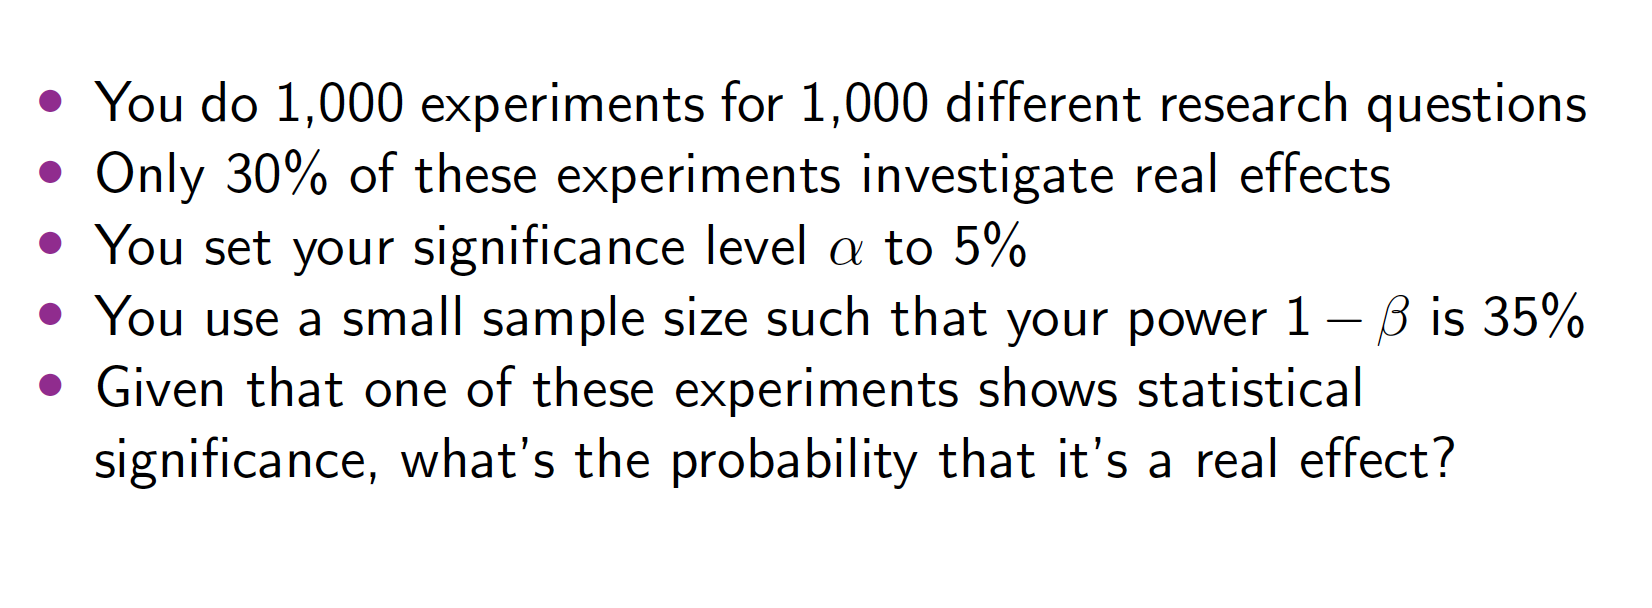 • You do 1,000 experiments for 1,000 different research questions
• Only 30% of these experiments investigate real effects
• You set your significance level α to 5%
• You use a small sample size such that your power 1 − β is 35%
• Given that one of these experiments shows statistical
significance, what's the probability that it's a real effect?